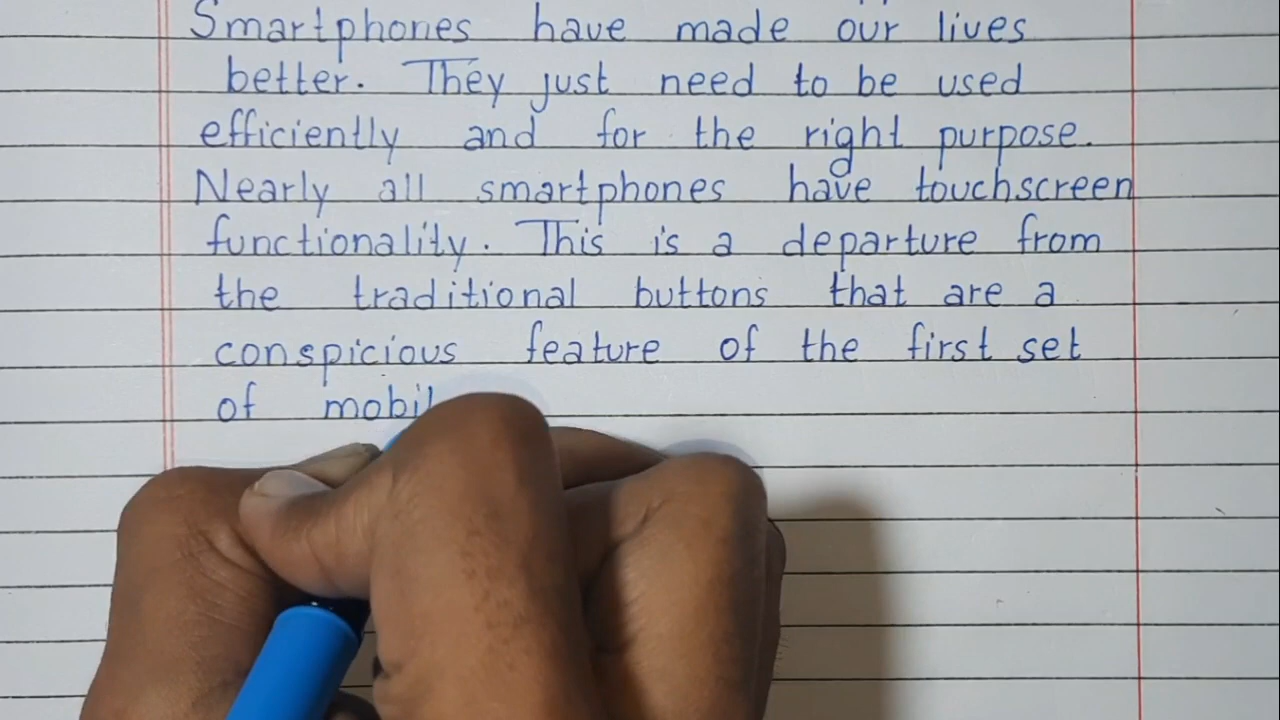 Smartphones have made our lives
better. They just need to be used
efficiently and for the right purpose.
Nearly all smartphones have touchscreen
functionality. This is a departure from
the traditional buttons that are a
conspicious feature of the first set
of mobil